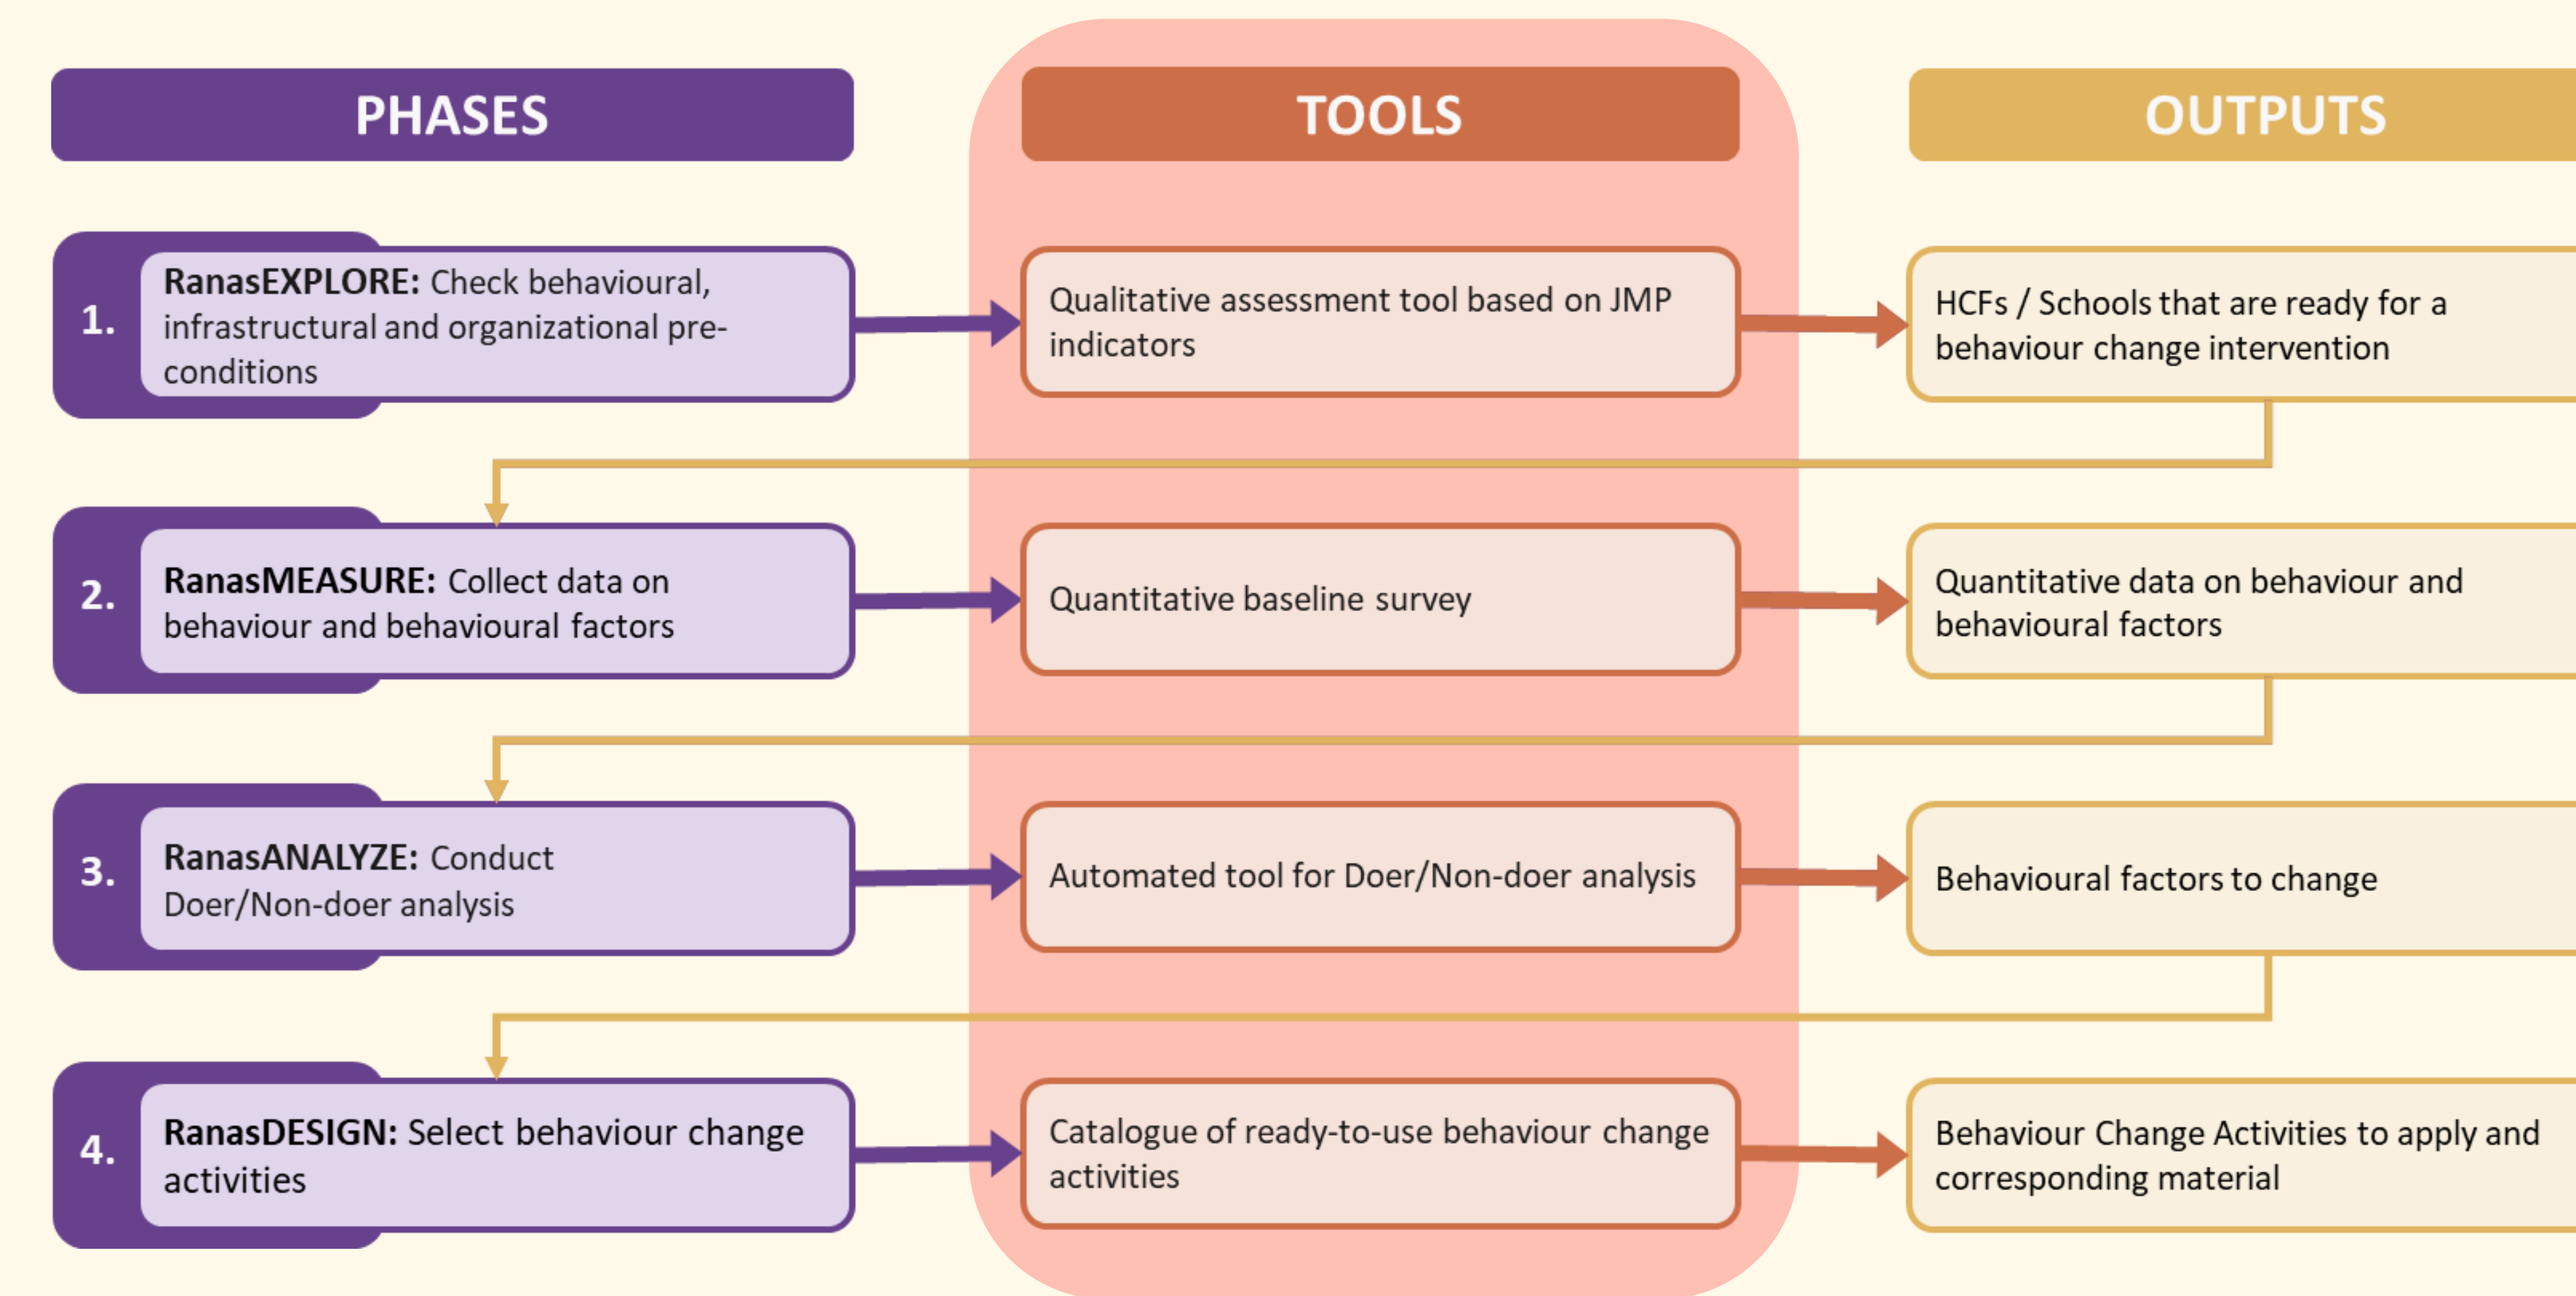 PHASES
TOOLS
OUTPUTS
1.
RanasEXPLORE: Check behavioural,
infrastructural and organizational pre-
conditions
Qualitative assessment tool based on JMP
indicators
HCFs / Schools that are ready for a
behaviour change intervention
2.
RanasMEASURE: Collect data on
behaviour and behavioural factors
Quantitative baseline survey
Quantitative data on behaviour and
behavioural factors
3.
RanasANALYZE: Conduct
Doer/Non-doer analysis
Automated tool for Doer/Non-doer analysis
Behavioural factors to change
4.
RanasDESIGN: Select behaviour change
activities
Catalogue of ready-to-use behaviour change
activities
Behaviour Change Activities to apply and
corresponding material